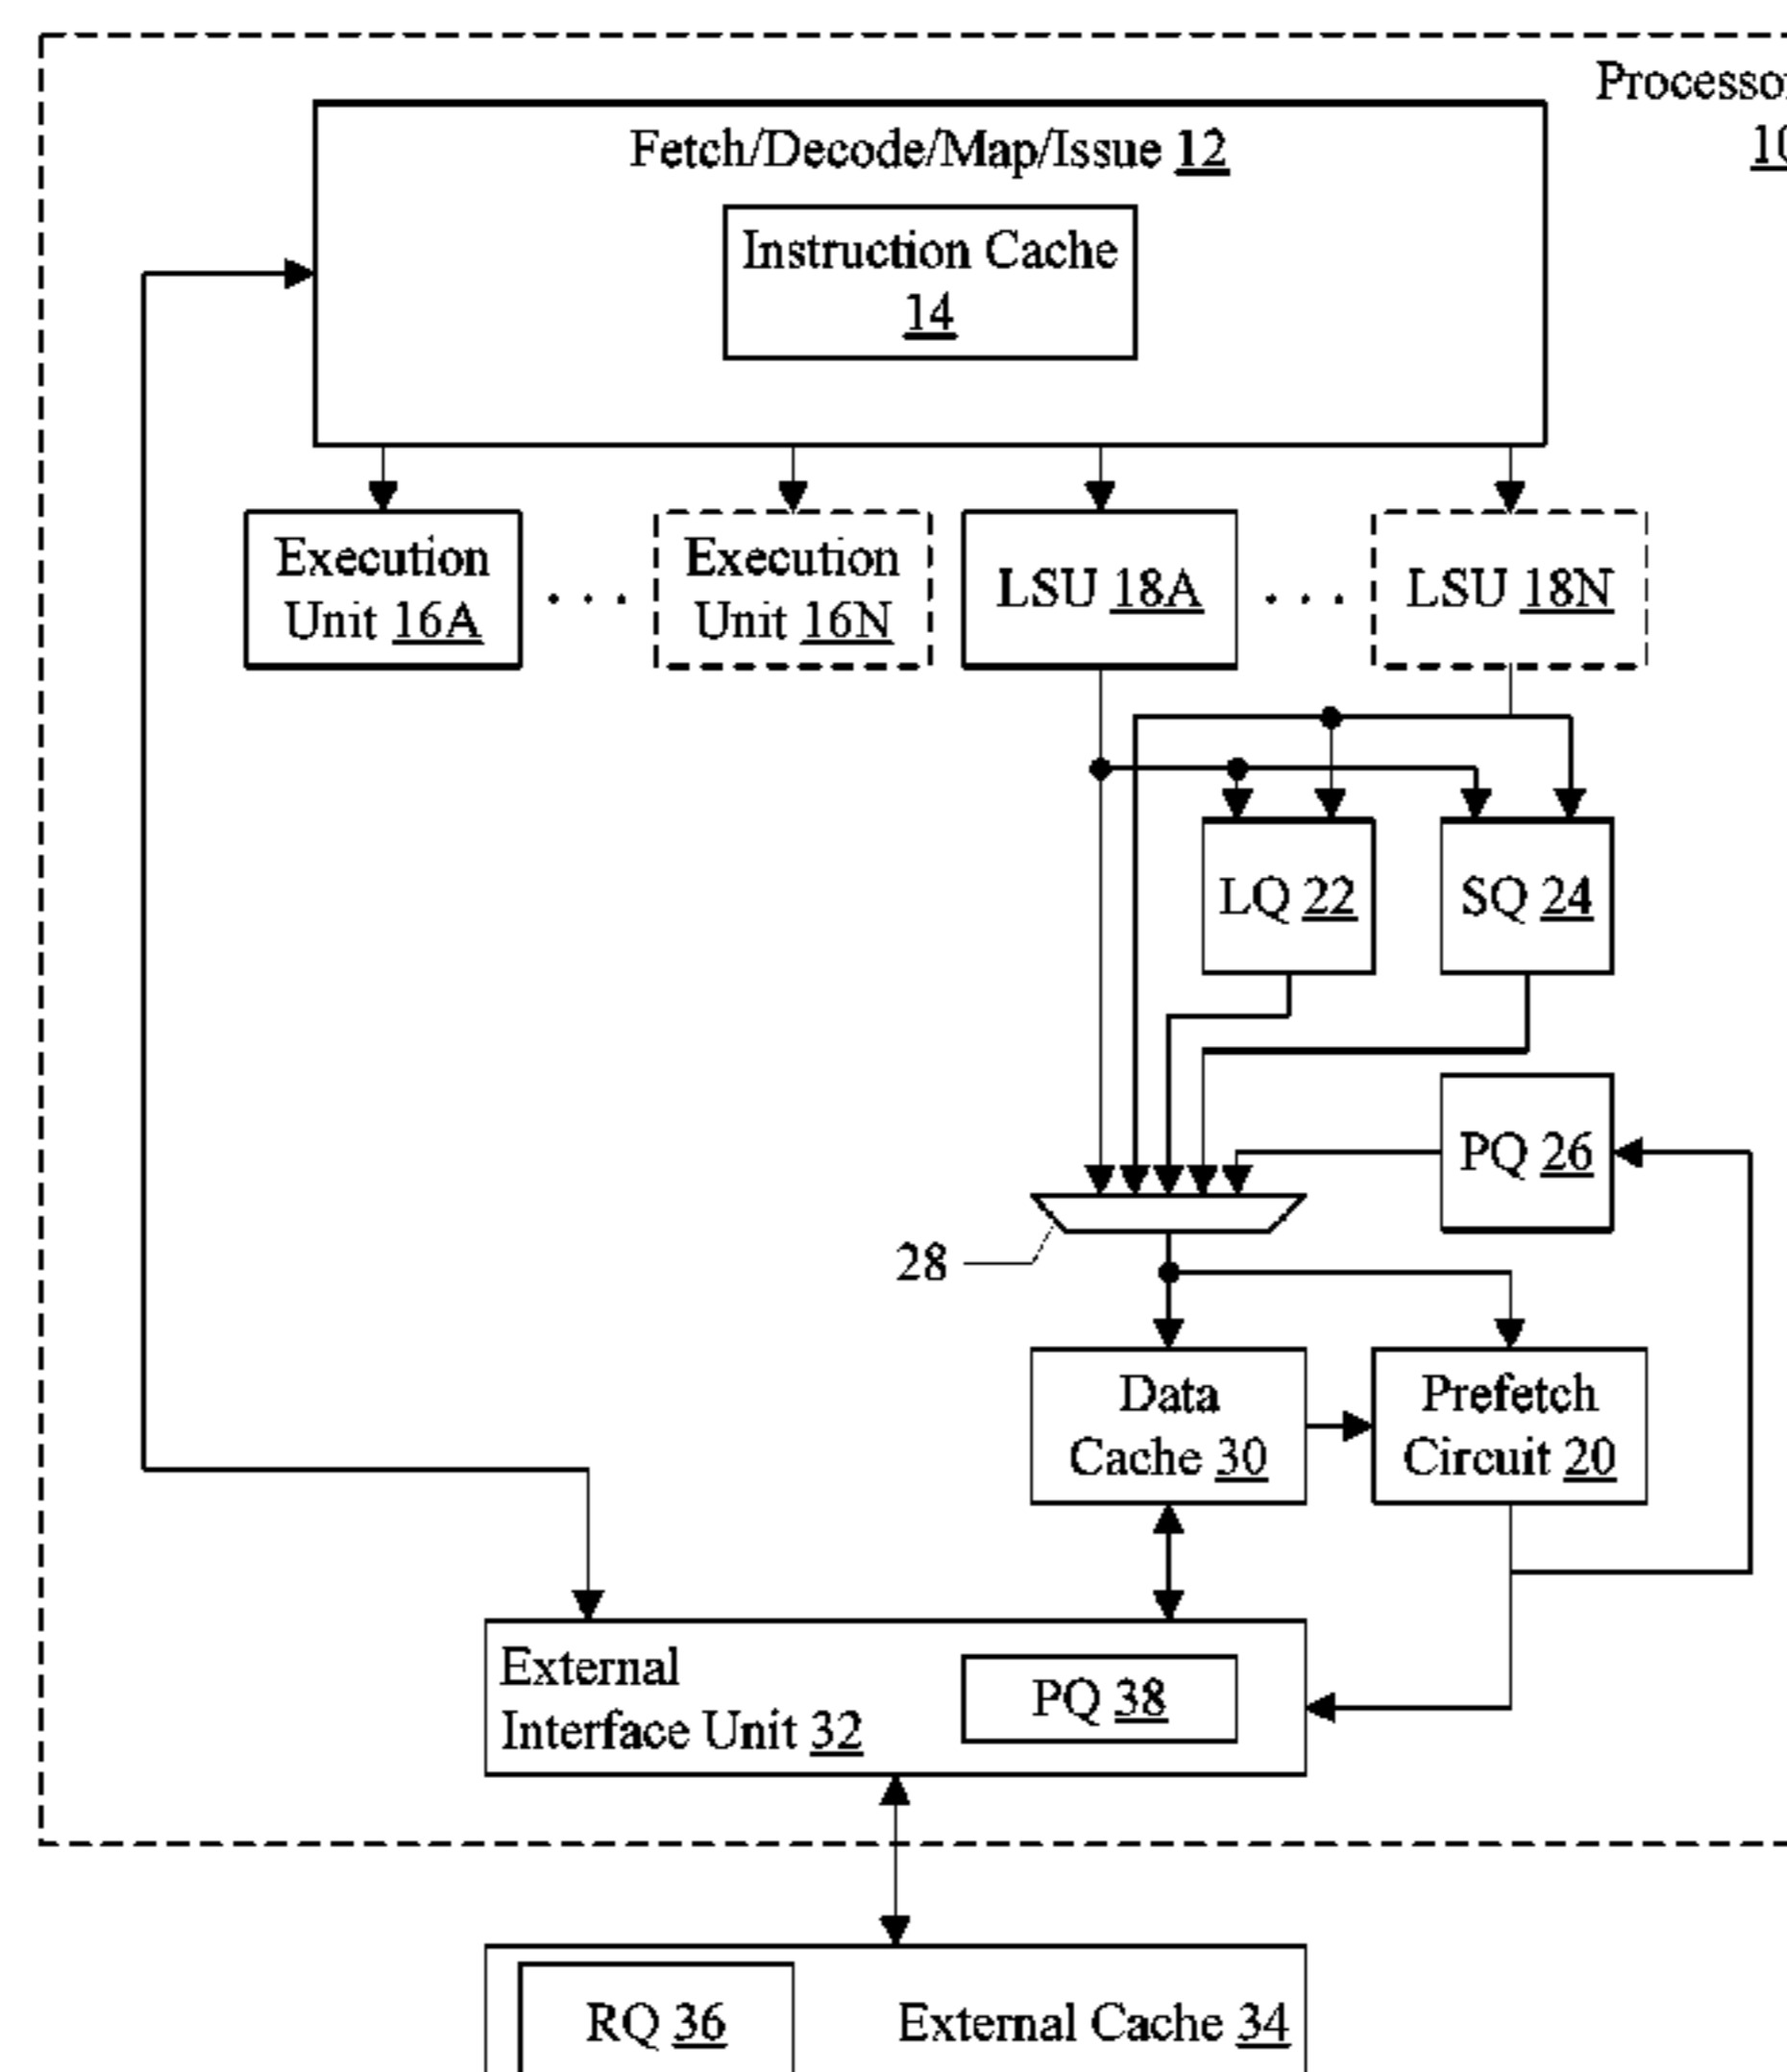 Processor
10
Fetch/Decode/Map/Issue 12
Instruction Cache
14
Execution
Unit 16A
. . .
Execution
Unit 16N
LSU 18A
. . .
LSU 18N
LQ 22
SQ 24
PQ 26
28
Data
Cache 30
Prefetch
Circuit 20
External
Interface Unit 32
PQ 38
RQ 36
External Cache 34